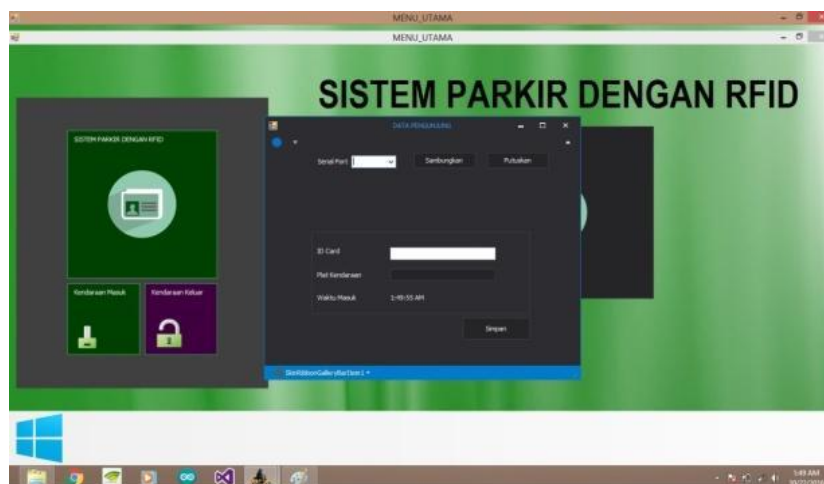 MENU_UTAMA
MENU_UTAMA
SISTEM PARKIR DENGAN RFID
SISTEM PARKIR DENGAN RFID
DATA PENGUNJUNG
Serial Port
Sambungkan
Putuskan
ID Card
Plat Kendaraan
Waktu Masuk
1:49:55 AM
Simpan
Kendaraan Masuk
Kendaraan Keluar
SkinRibbonGalleryBarItem1
5:49 AM